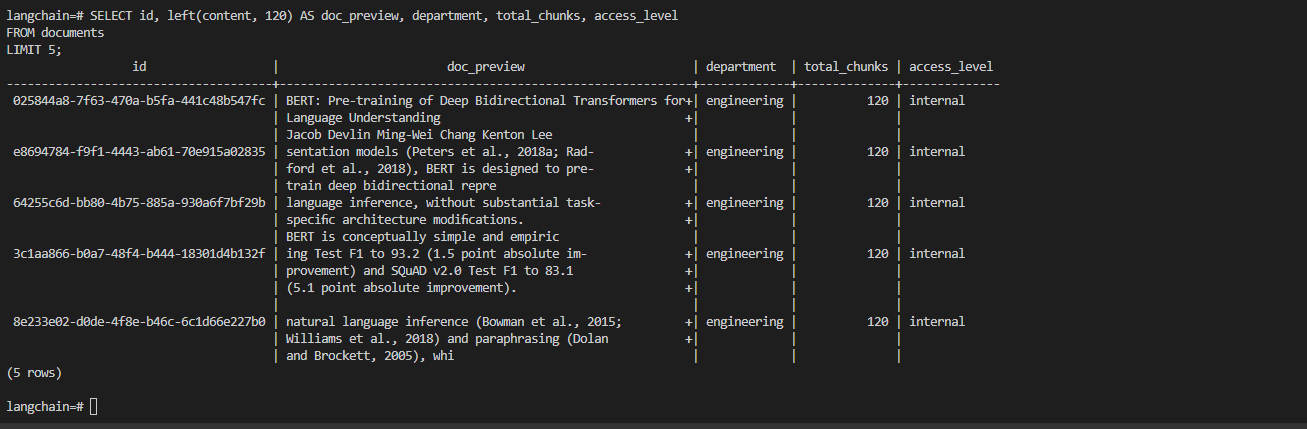 langchain=# SELECT id, left(content, 120) AS doc_preview, department, total_chunks, access_level
FROM documents
LIMIT 5;
id | doc_preview | department | total_chunks | access_level
--------------------------------------+----------------------------------------------------------+-------------+--------------+--------------
025844a8-7f63-470a-b5fa-441c48b547fc | BERT: Pre-training of Deep Bidirectional Transformers for+| engineering | 120 | internal
| Language Understanding +| | |
| Jacob Devlin Ming-Wei Chang Kenton Lee | | |
e8694784-f9f1-4443-ab61-70e915a02835 | sentation models (Peters et al., 2018a; Rad- +| engineering | 120 | internal
| ford et al., 2018), BERT is designed to pre- +| | |
| train deep bidirectional repre | | |
64255c6d-bb80-4b75-885a-930a6f7bf29b | language inference, without substantial task- +| engineering | 120 | internal
| specific architecture modifications. +| | |
| BERT is conceptually simple and empiric | | |
3c1aa866-b0a7-48f4-b444-18301d4b132f | ing Test F1 to 93.2 (1.5 point absolute im- +| engineering | 120 | internal
| provement) and SQuAD v2.0 Test F1 to 83.1 +| | |
| (5.1 point absolute improvement). +| | |
| | | |
8e233e02-d0de-4f8e-b46c-6c1d66e227b0 | natural language inference (Bowman et al., 2015; +| engineering | 120 | internal
| Williams et al., 2018) and paraphrasing (Dolan +| | |
| and Brockett, 2005), whi | | |
(5 rows)
langchain=#